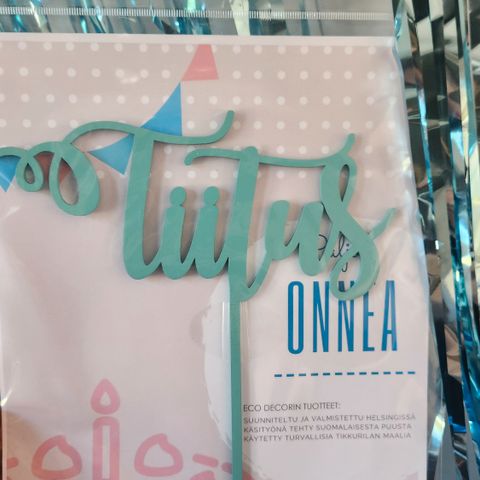 Tiitus
ONNEA
ECO DECORIN TUOTTEET:
SUUNNITELTU JA VALMISTETTU HELSINGISSÄ
KÄSITYÖNÄ TEHTY SUOMALAISESTA PUUSTA
KÄYTETTY TURVALLISIA TIKKURILAN MAALIA